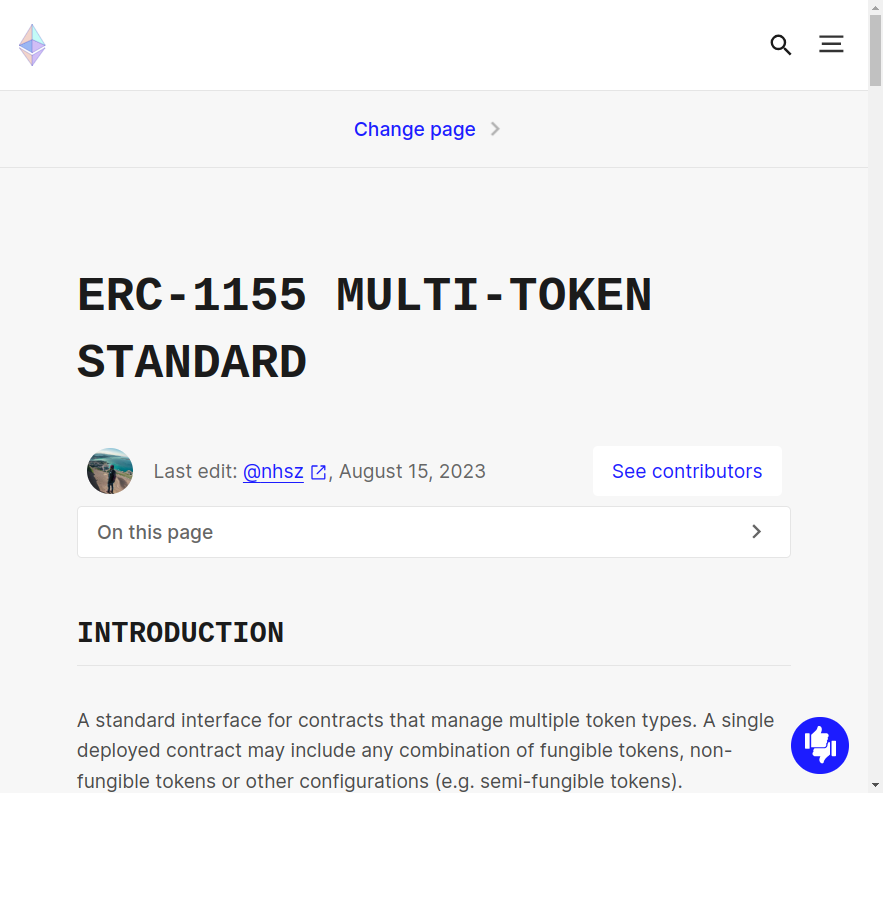 Change page
ERC-1155 MULTI-TOKEN
STANDARD
Last edit: @nhsz, August 15, 2023
See contributors
On this page
INTRODUCTION
A standard interface for contracts that manage multiple token types. A single
deployed contract may include any combination of fungible tokens, non-
fungible tokens or other configurations (e.g. semi-fungible tokens).